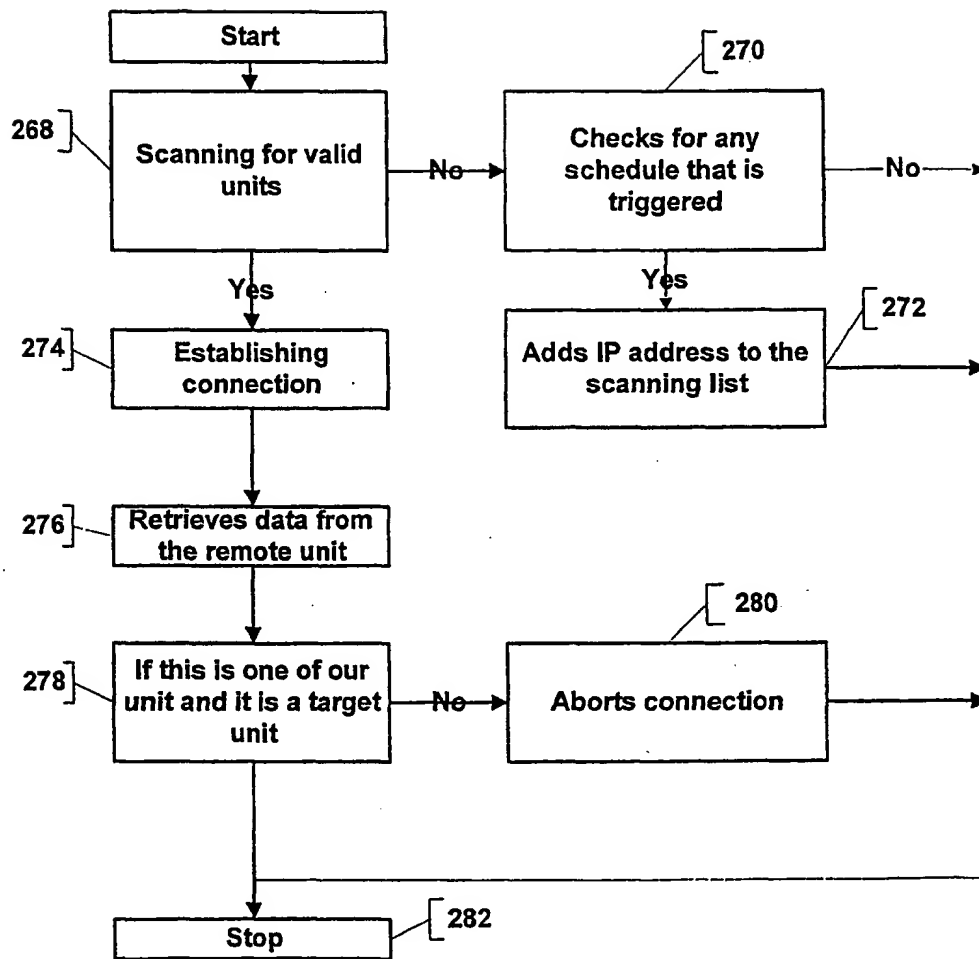 Start
270
268
Scanning for valid
units
No
Checks for any
schedule that is
triggered
No
Yes
Yes
272
274
Establishing
connection
Adds IP address to the
scanning list
276
Retrieves data from
the remote unit
280
278
If this is one of our
unit and it is a target
unit
No
Aborts connection
282
Stop